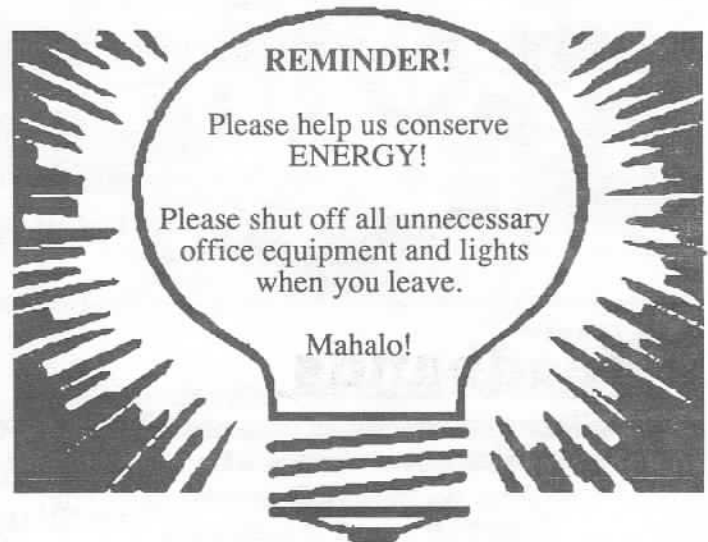 REMINDER!
Please help us conserve
ENERGY!
Please shut off all unnecessary
office equipment and lights
when you leave.
Mahalo!